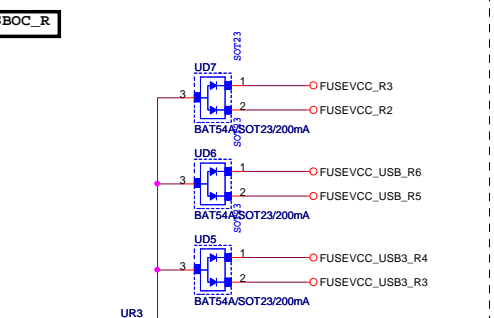 SBOC_R
SOT23
UD7
3
1
FUSEVCC_R3
2
FUSEVCC_R2
BAT54A/SOT23/200mA
SOT23
UD6
3
1
FUSEVCC_USB_R6
2
FUSEVCC_USB_R5
BAT54A/SOT23/200mA
SOT23
UD5
3
1
FUSEVCC_USB3_R4
2
FUSEVCC_USB3_R3
BAT54A/SOT23/200mA
UR3